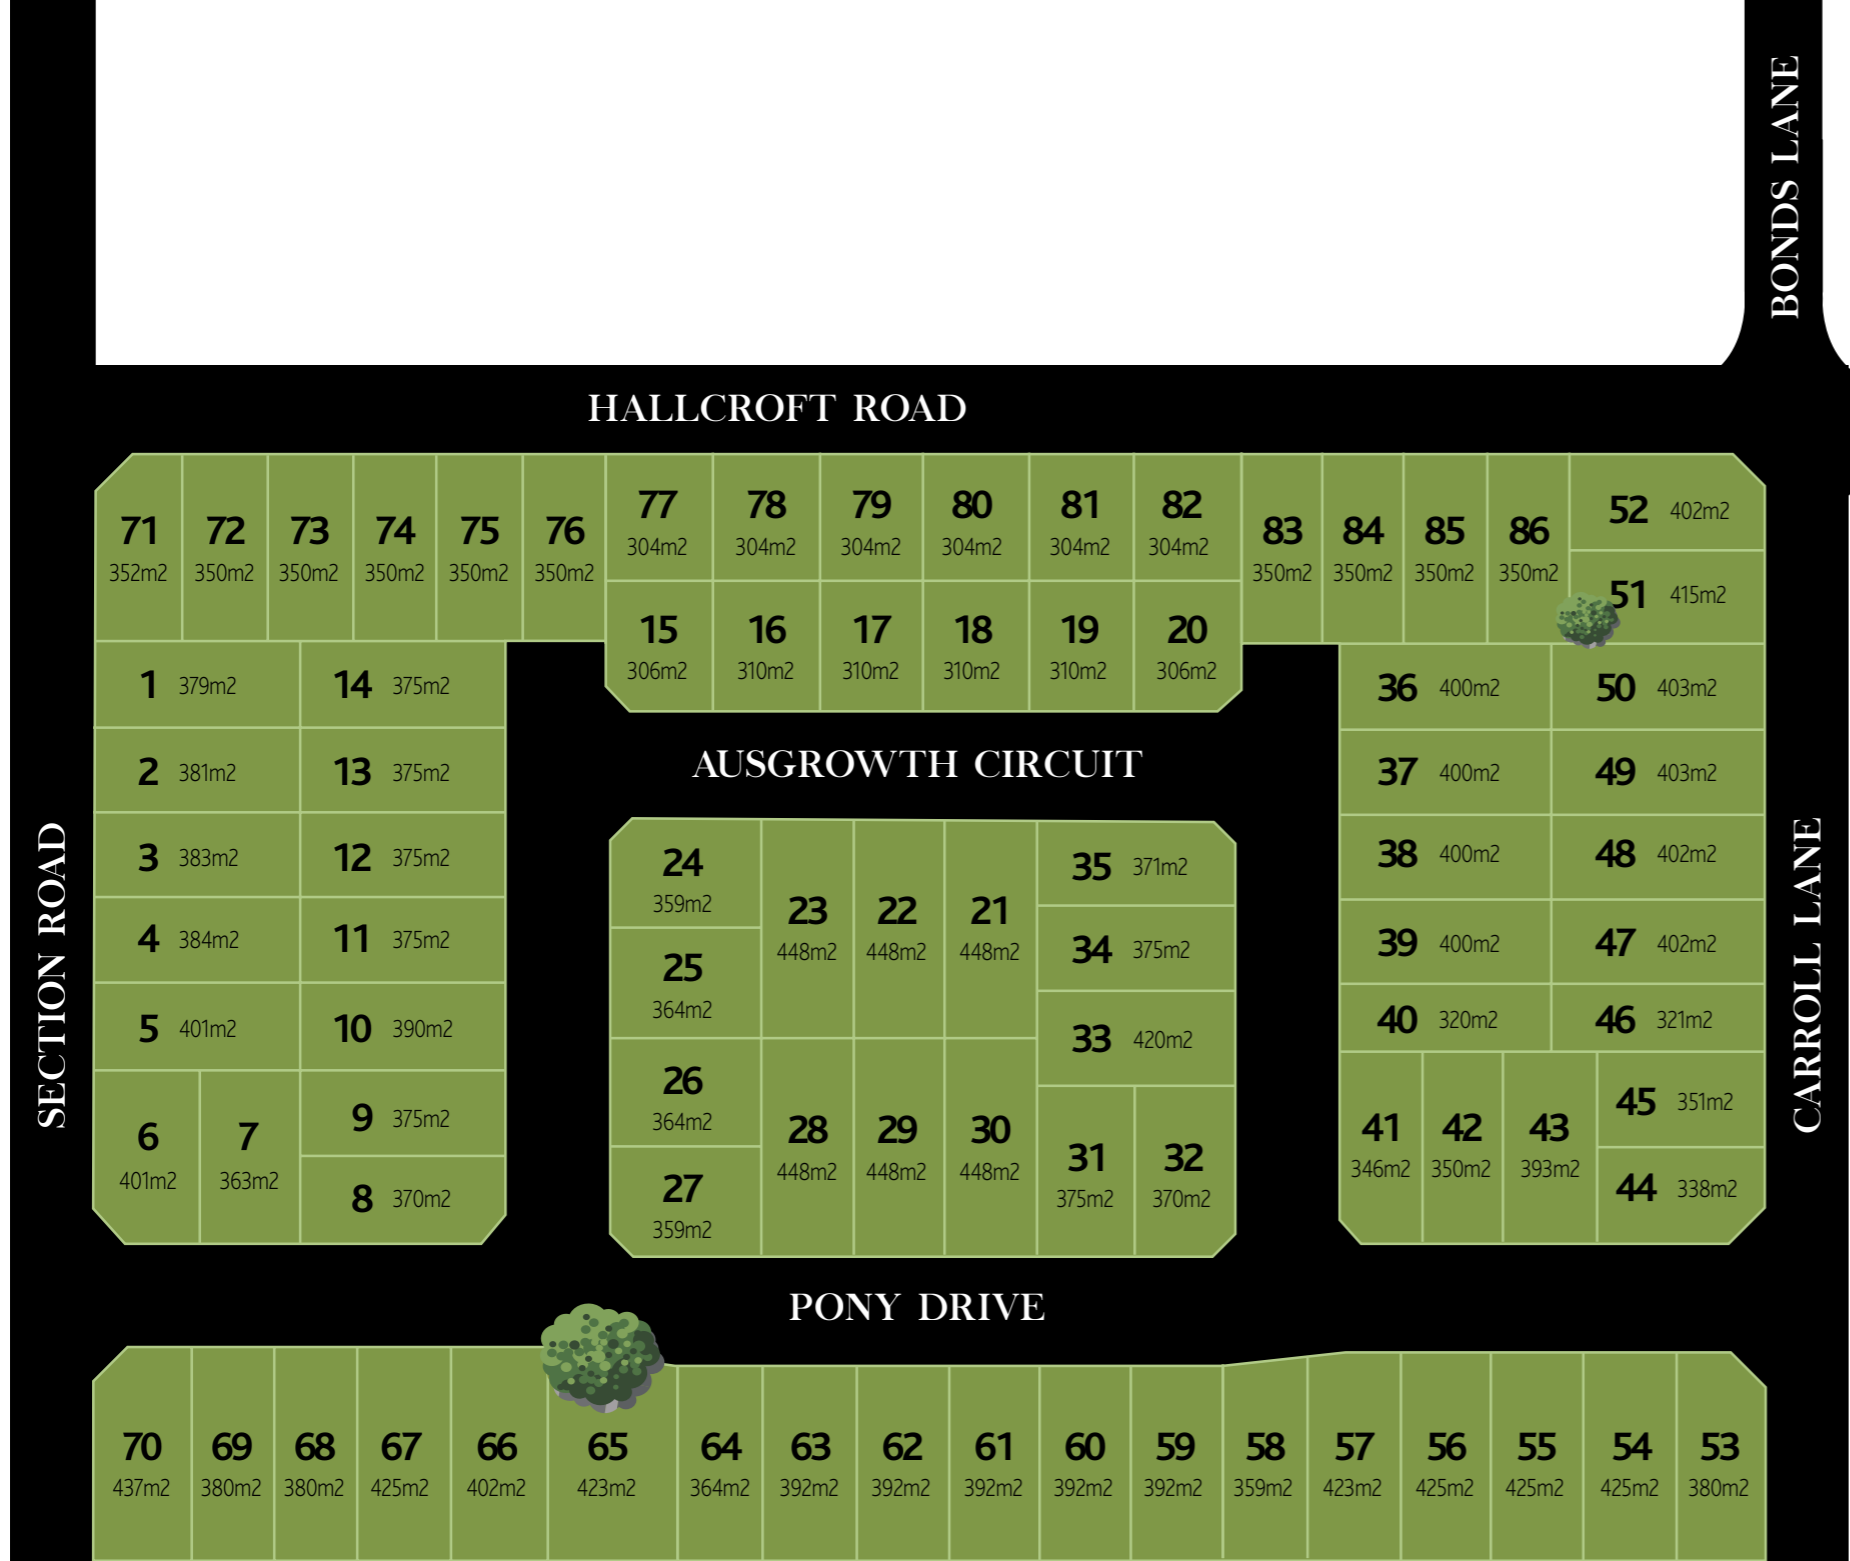 BONDS LANE
HALLCROFT ROAD
71
352m2
72
350m2
73
350m2
74
350m2
75
350m2
76
350m2
77
304m2
78
304m2
79
304m2
80
304m2
81
304m2
82
304m2
83
350m2
84
350m2
85
350m2
86
350m2
52 402m2
51 415m2
15
306m2
16
310m2
17
310m2
18
310m2
19
310m2
20
306m2
1 379m2
14 375m2
2 381m2
13 375m2
3 383m2
12 375m2
4 384m2
11 375m2
5 401m2
10 390m2
6
401m2
7
363m2
9 375m2
8 370m2
SECTION ROAD
AUSGROWTH CIRCUIT
24
359m2
25
364m2
26
364m2
27
359m2
23
448m2
22
448m2
21
448m2
28
448m2
29
448m2
30
448m2
35 371m2
34 375m2
33 420m2
31
375m2
32
370m2
36 400m2
50 403m2
37 400m2
49 403m2
38 400m2
48 402m2
39 400m2
47 402m2
40 320m2
46 321m2
41
346m2
42
350m2
43
393m2
45 351m2
44 338m2
CARROLL LANE
PONY DRIVE
70
437m2
69
380m2
68
380m2
67
425m2
66
402m2
65
423m2
64
364m2
63
392m2
62
392m2
61
392m2
60
392m2
59
392m2
58
359m2
57
423m2
56
425m2
55
425m2
54
425m2
53
380m2